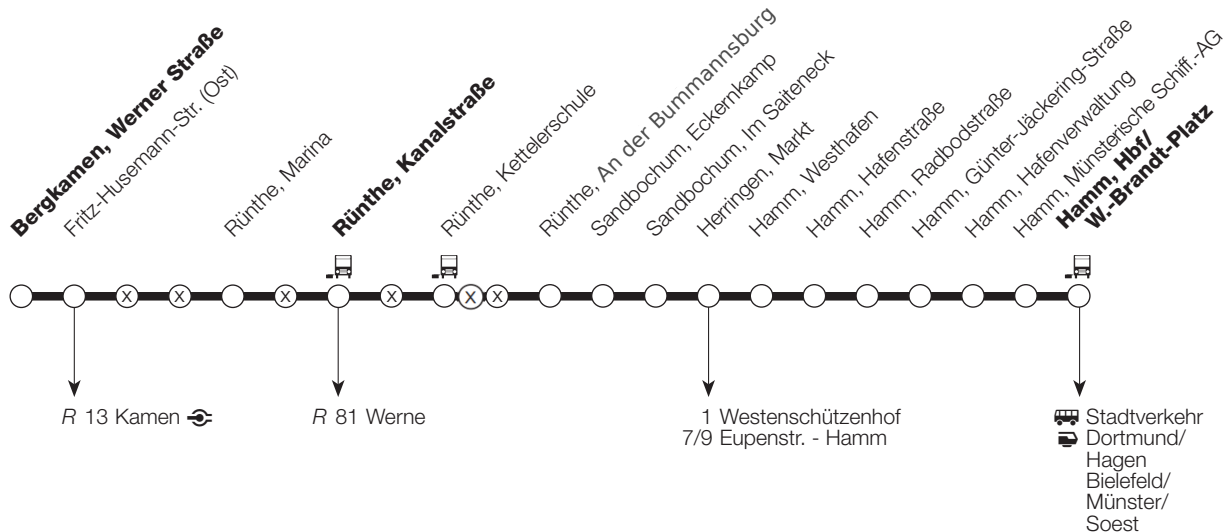 Bergkamen, Werner Straße
Fritz-Husemann-Str. (Ost)
Rünthe, Marina
Rünthe, Kanalstraße
Rünthe, Kettelerschule
Rünthe, An der Bummannsburg
Sandbochum, Eckernkamp
Sandbochum, Im Saiteneck
Herringen, Markt
Hamm, Westhafen
Hamm, Hafenstraße
Hamm, Radbodstraße
Hamm, Günter-Jäckering-Straße
Hamm, Hafenverwaltung
Hamm, Münsterische Schiff.-AG
Hamm, Hbf/
W.-Brandt-Platz
X X X X X X
R 13 Kamen
R 81 Werne
1 Westenschützenhof
7/9 Eupenstr. - Hamm
Stadtverkehr
Dortmund/
Hagen
Bielefeld/
Münster/
Soest